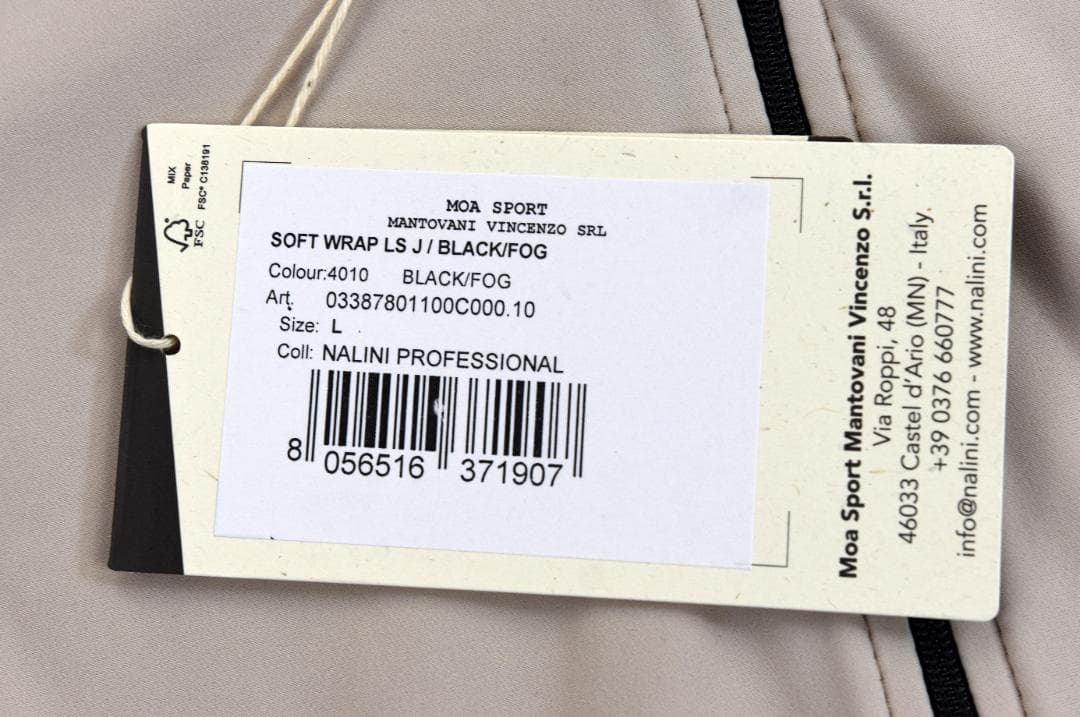 MIX
Paper
FSC® C138191
FSC
MOA SPORT
MANTOVANI VINCENZO SRL
SOFT WRAP LS J / BLACK/FOG
Colour:4010 BLACK/FOG
Art. 03387801100C000.10
Size: L
Coll: NALINI PROFESSIONAL
8 056516 371907
Moa Sport Mantovani Vincenzo S.r.l.
Via Roppi, 48
46033 Castel d'Ario (MN) - Italy
+39 0376 660777
info@nalini.com - www.nalini.com